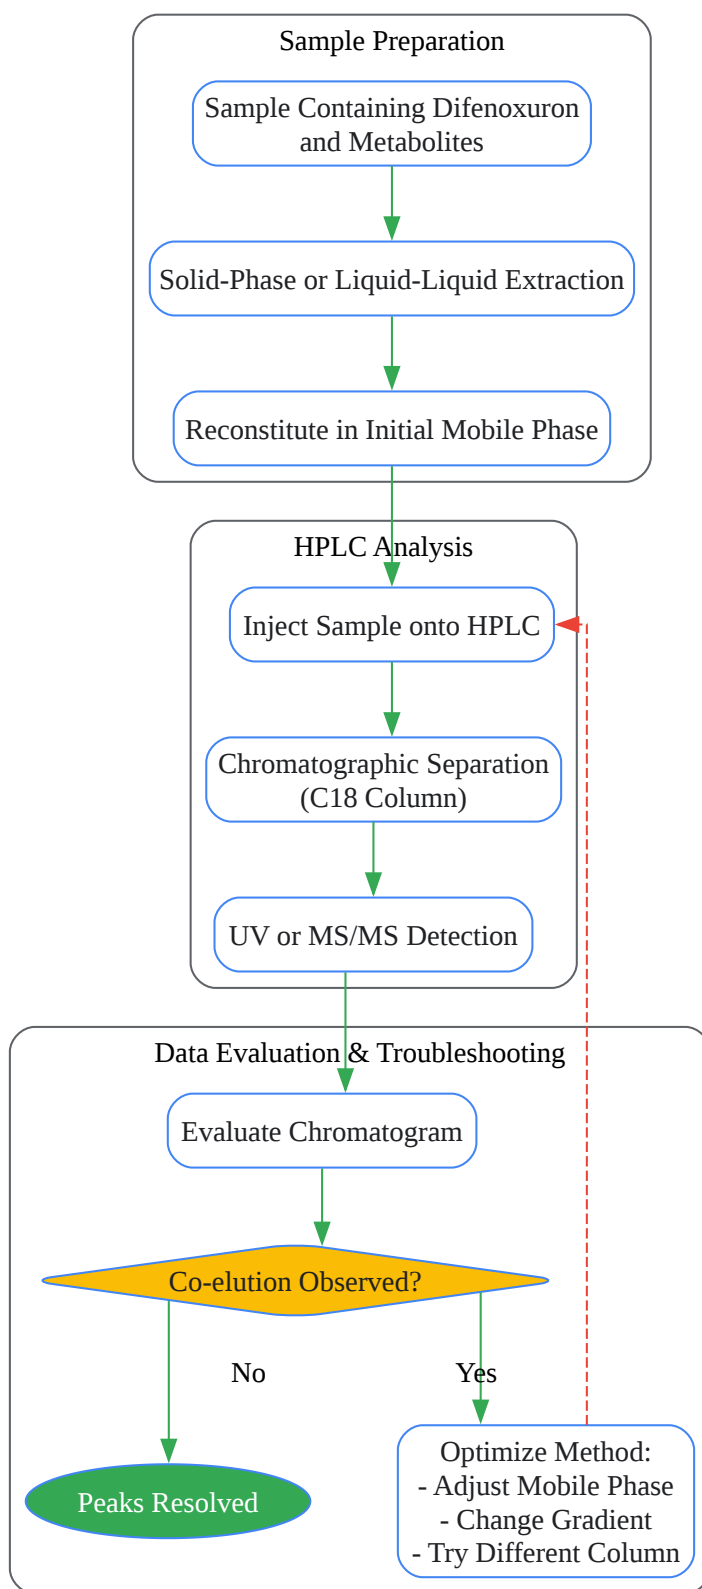 Sample Preparation
Sample Containing Difenoxuron
and Metabolites
Solid-Phase or Liquid-Liquid Extraction
Reconstitute in Initial Mobile Phase
HPLC Analysis
Inject Sample onto HPLC
Chromatographic Separation
(C18 Column)
UV or MS/MS Detection
Data Evaluation & Troubleshooting
Evaluate Chromatogram
Co-elution Observed?
No
Yes
Peaks Resolved
Optimize Method:
- Adjust Mobile Phase
- Change Gradient
- Try Different Column